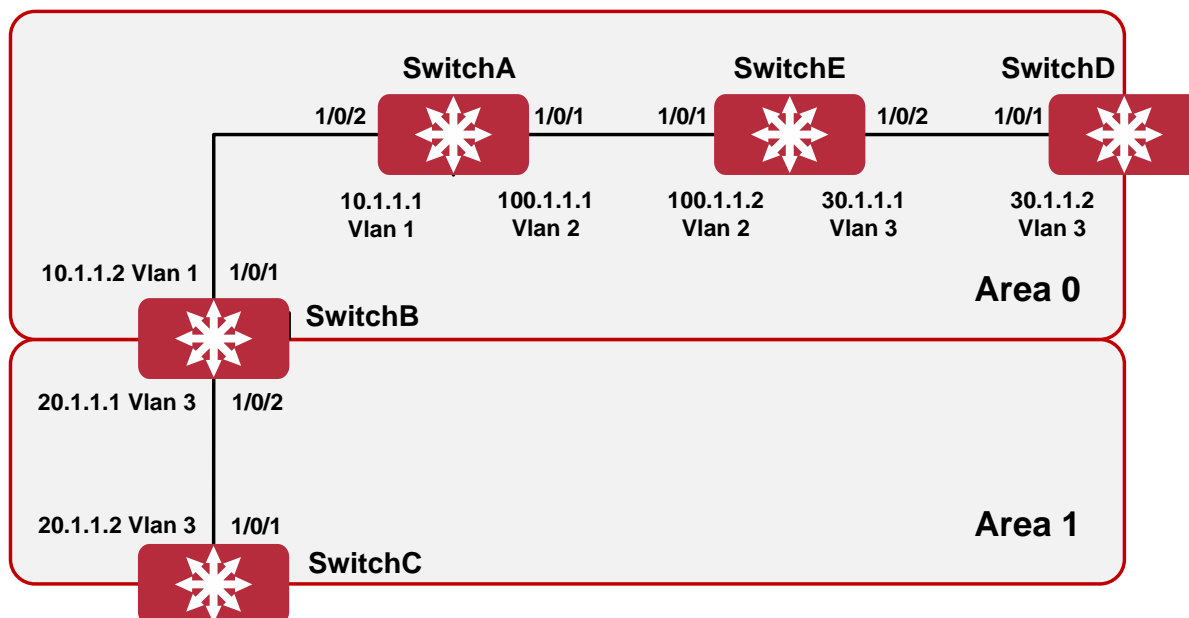 SwitchA
SwitchE
SwitchD
1/0/2
1/0/1
1/0/1
1/0/2
1/0/1
10.1.1.1
Vlan 1
100.1.1.1
Vlan 2
100.1.1.2
Vlan 2
30.1.1.1
Vlan 3
30.1.1.2
Vlan 3
10.1.1.2 Vlan 1
1/0/1
Area 0
SwitchB
20.1.1.1 Vlan 3
1/0/2
20.1.1.2 Vlan 3
1/0/1
Area 1
SwitchC